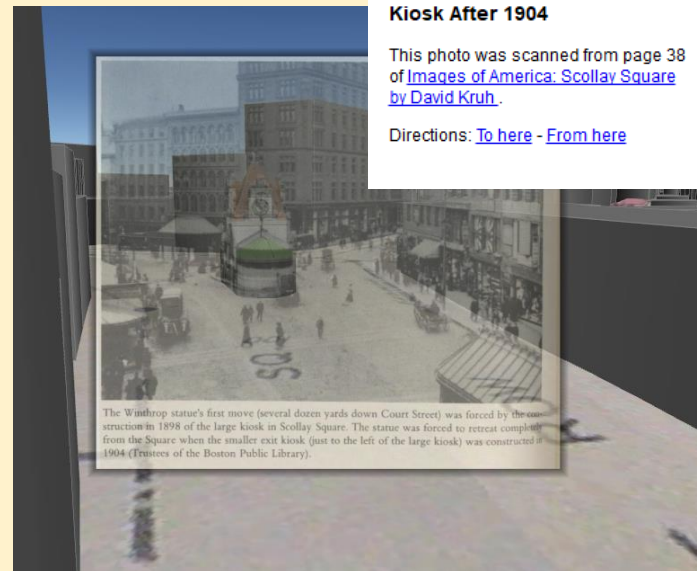 Kiosk After 1904
This photo was scanned from page 38
of Images of America: Scollay Square
by David Kruh .
Directions: To here - From here
SQ
The Winthrop statue's first move (several dozen yards down Court Street) was forced by the con-
struction in 1898 of the large kiosk in Scollay Square. The statue was forced to retreat completely
from the Square when the smaller exit kiosk (just to the left of the large kiosk) was constructed in
1904 (Trustees of the Boston Public Library).